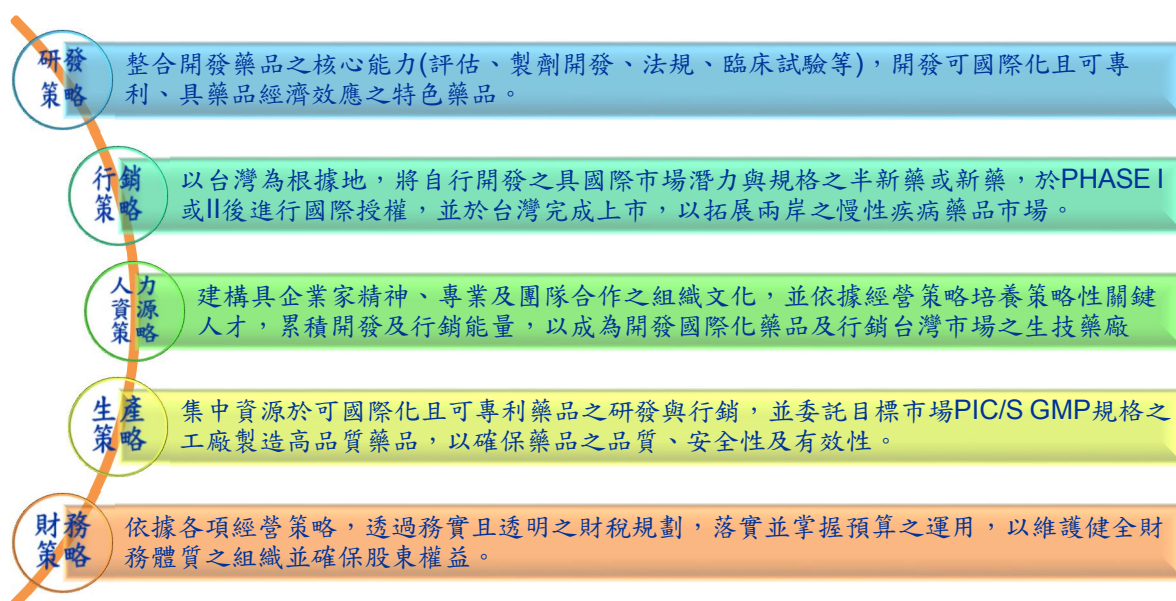 研發
策略
整合開發藥品之核心能力(評估、製劑開發、法規、臨床試驗等)，開發可國際化且可專
利、具藥品經濟效應之特色藥品。
行銷
策略
以台灣為根據地，將自行開發之具國際市場潛力與規格之半新藥或新藥，於PHASE I
或II後進行國際授權，並於台灣完成上市，以拓展兩岸之慢性疾病藥品市場。
人力
資源
策略
建構具企業家精神、專業及團隊合作之組織文化，並依據經營策略培養策略性關鍵
人才，累積開發及行銷能量，以成為開發國際化藥品及行銷台灣市場之生技藥廠
生產
策略
集中資源於可國際化且可專利藥品之研發與行銷，並委託目標市場PIC/S GMP規格之
工廠製造高品質藥品，以確保藥品之品質、安全性及有效性。
財務
策略
依據各項經營策略，透過務實且透明之財稅規劃，落實並掌握預算之運用，以維護健全財
務體質之組織並確保股東權益。